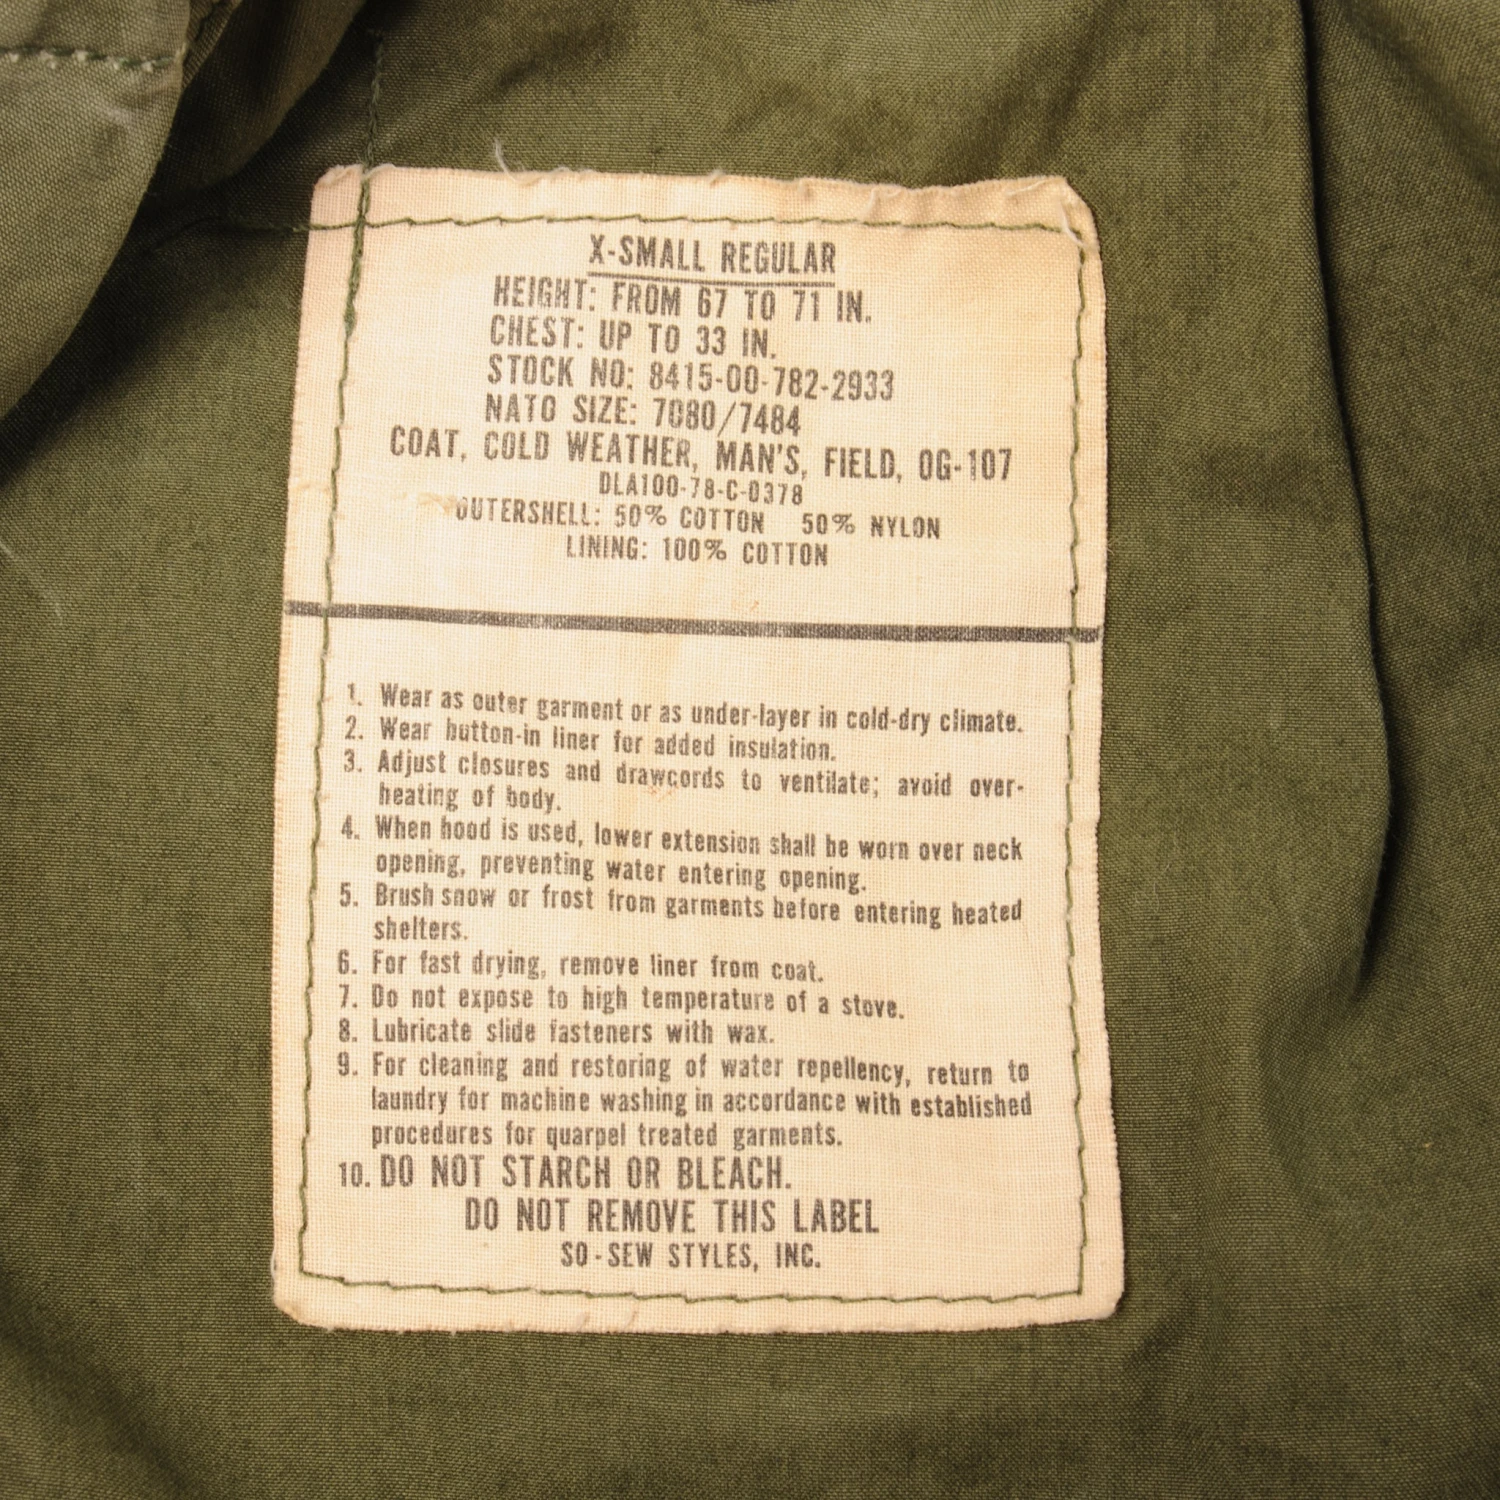 X-SMALL REGULAR
HEIGHT: FROM 67 TO 71 IN.
CHEST: UP TO 33 IN.
STOCK NO: 8415-00-782-2933
NATO SIZE: 7080/7484
COAT, COLD WEATHER, MAN'S, FIELD, OG-107
DLA100-78-C-0378
OUTERSHELL: 50% COTTON 50% NYLON
LINING: 100% COTTON
1. Wear as outer garment or as under-layer in cold-dry climate.
2. Wear button-in liner for added insulation.
3. Adjust closures and drawcords to ventilate; avoid over-
heating of body.
4. When hood is used, lower extension shall be worn over neck
opening, preventing water entering opening.
5. Brush snow or frost from garments before entering heated
shelters.
6. For fast drying, remove liner from coat.
7. Do not expose to high temperature of a stove.
8. Lubricate slide fasteners with wax.
9. For cleaning and restoring of water repellency, return to
laundry for machine washing in accordance with established
procedures for quarpel treated garments.
10. DO NOT STARCH OR BLEACH.
DO NOT REMOVE THIS LABEL
SO-SEW STYLES, INC.